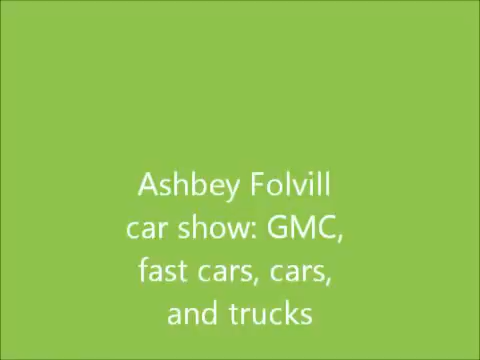 Ashbey Folvill
car show: GMC,
fast cars, cars,
and trucks